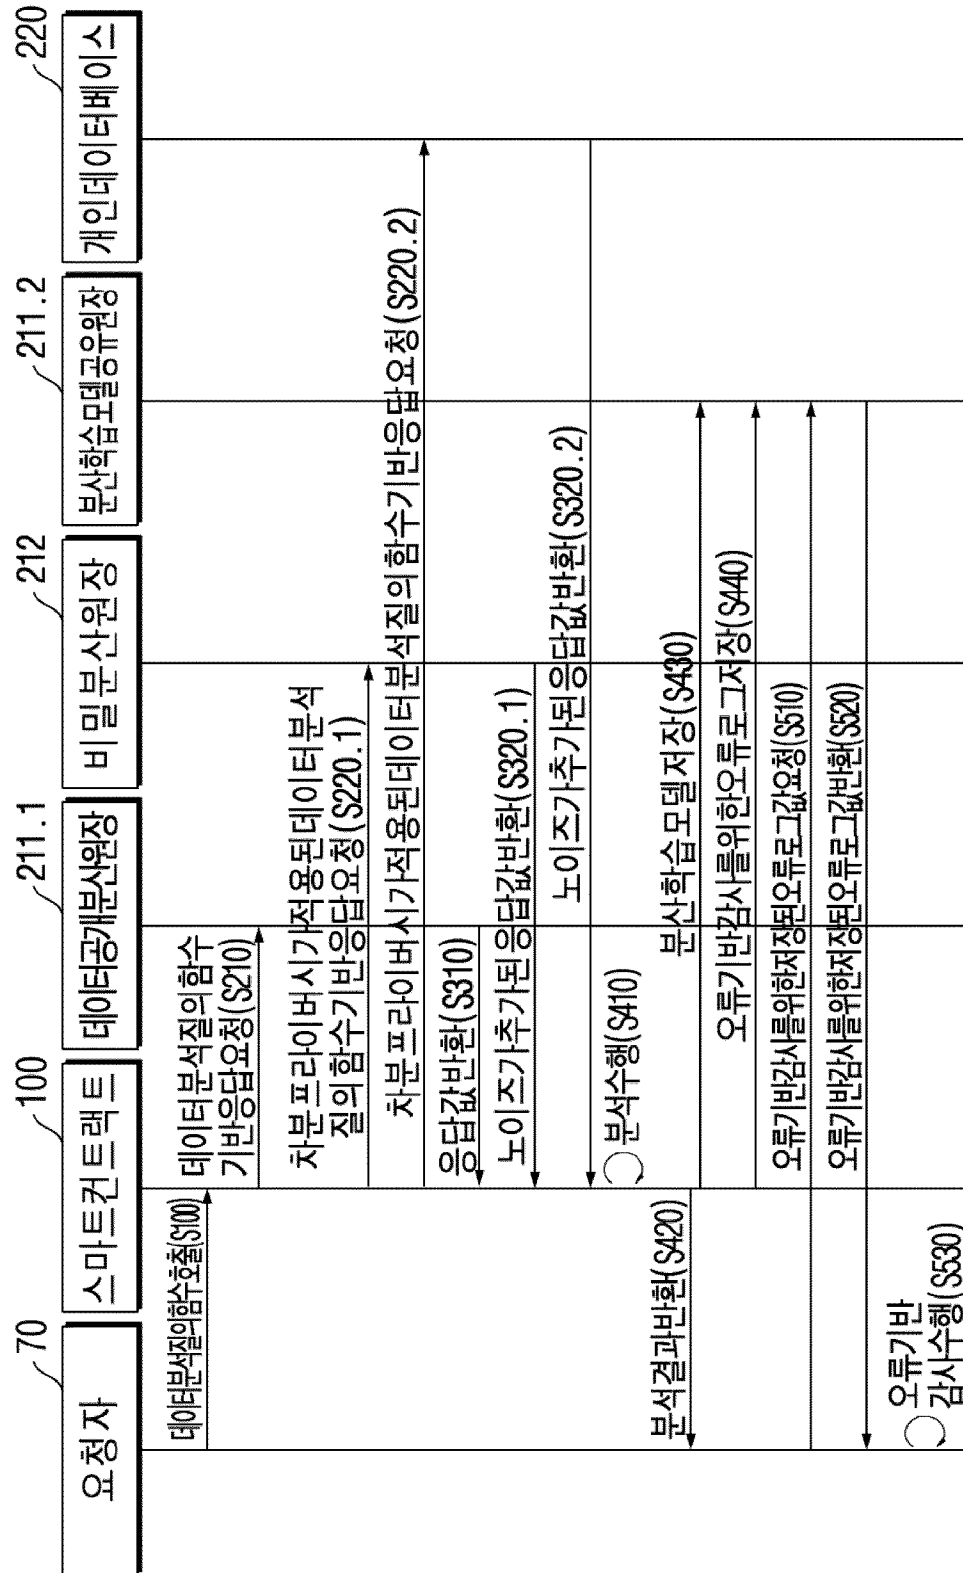 70
요청자
100
스마트컨트랙트
211.1
데이터공개분산원장
212
비밀분산원장
211.2
분산학습모델공유원장
220
개인데이터베이스
데이터분석질의함수호출(S100)
데이터분석질의함수
기반응답요청(S210)
차분프라이버시가적용된데이터분석
질의함수기반응답요청(S220.1)
차분프라이버시가적용된데이터분석질의함수기반응답요청(S220.2)
응답값반환(S310)
노이즈가추가된응답값반환(S320.1)
노이즈가추가된응답값반환(S320.2)
분석수행(S410)
분석결과반환(S420)
분산학습모델저장(S430)
오류기반감사를위한오류로그저장(S440)
오류기반감사를위한저장된오류로그값요청(S510)
오류기반감사를위한저장된오류로그값반환(S520)
오류기반
감사수행(S530)